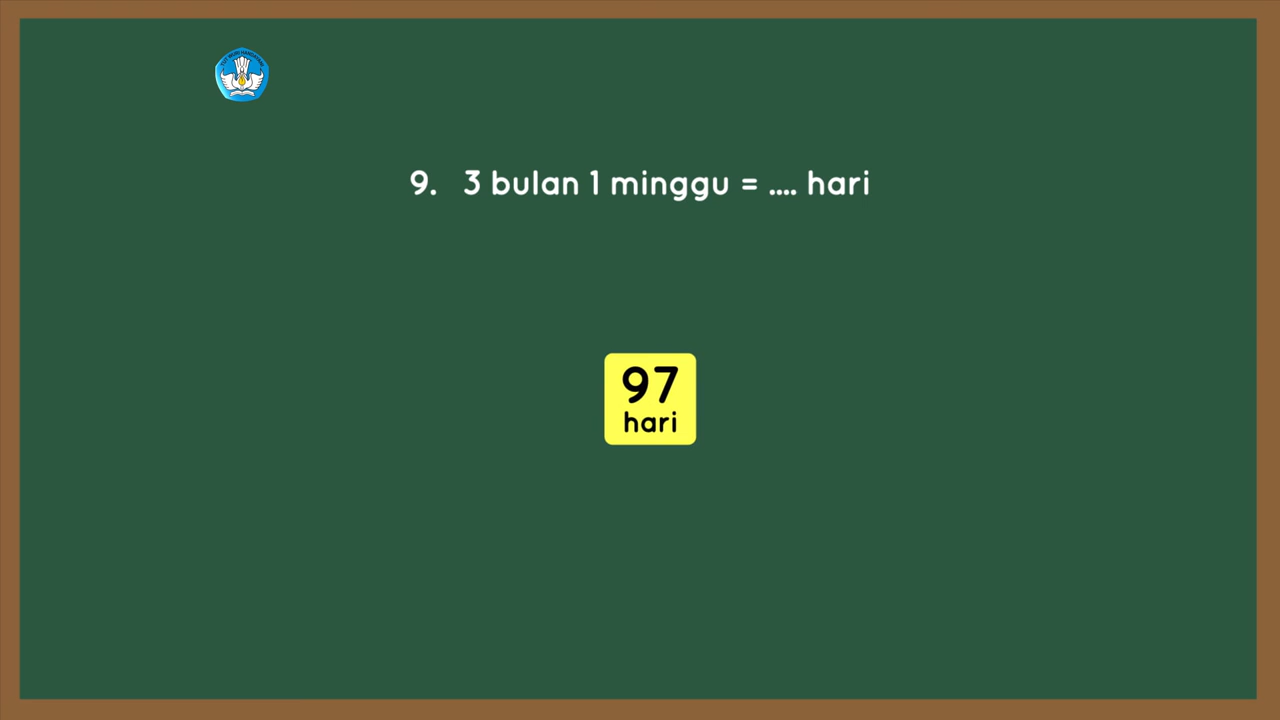 9. 3 bulan 1 minggu = .... hari
97
hari